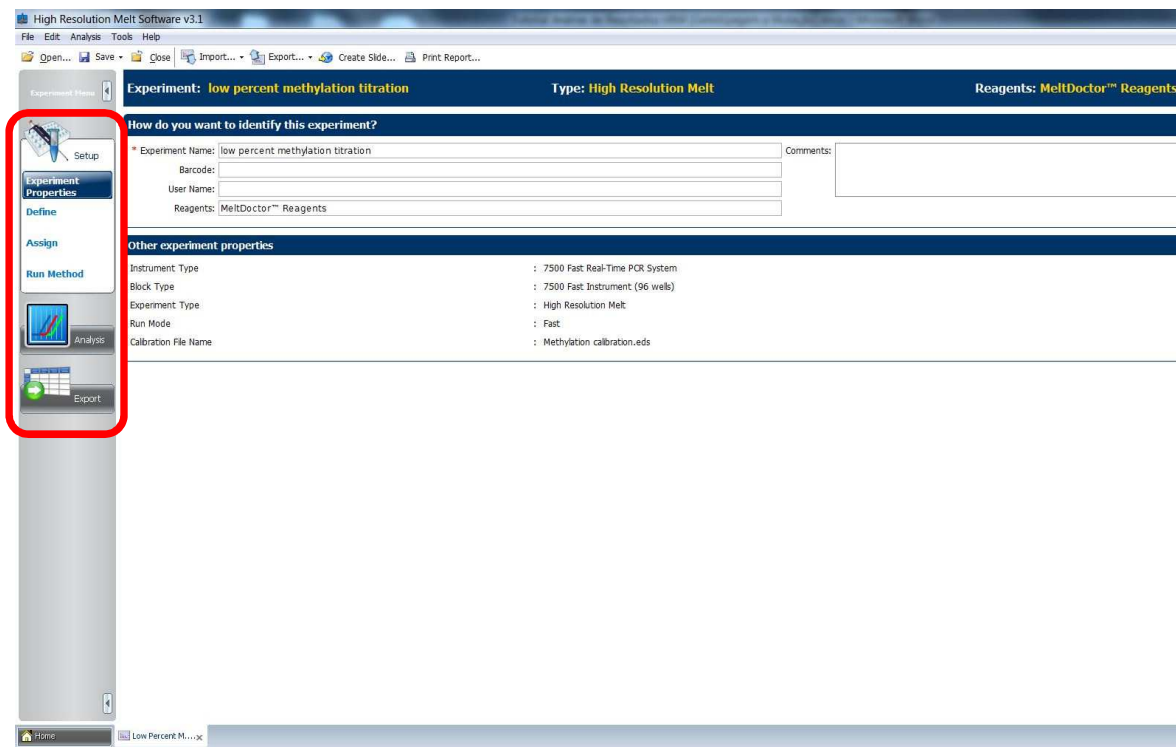 High Resolution Melt Software v3.1
File Edit Analysis Tools Help
Open... Save Close Import... Export... Create Slide... Print Report...
Experiment Menu
Experiment: low percent methylation titration Type: High Resolution Melt Reagents: MeltDoctor™ Reagents
How do you want to identify this experiment?
Setup
* Experiment Name: low percent methylation titration Comments:
Barcode:
User Name:
Reagents: MeltDoctor™ Reagents
Experiment Properties
Define
Assign
Run Method
Analysis
Export
Other experiment properties
Instrument Type : 7500 Fast Real-Time PCR System
Block Type : 7500 Fast Instrument (96 wells)
Experiment Type : High Resolution Melt
Run Mode : Fast
Calibration File Name : Methylation calibration.eds
Home Low Percent M....x